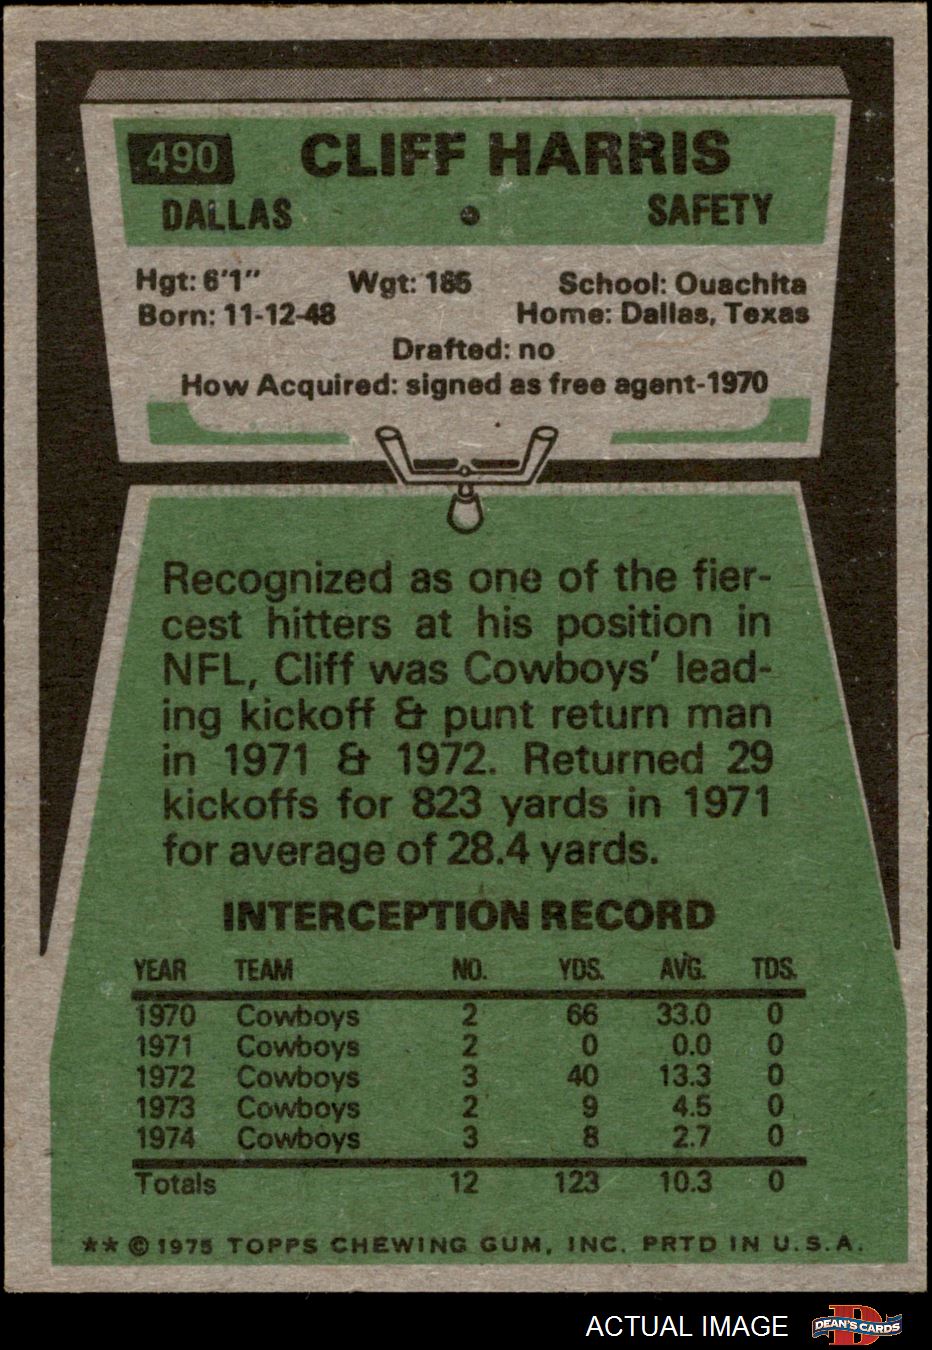 490 CLIFF HARRIS
DALLAS SAFETY
Hgt: 6'1" Wgt: 185 School: Ouachita
Born: 11-12-48 Home: Dallas, Texas
Drafted: no
How Acquired: signed as free agent-1970
Recognized as one of the fier-
cest hitters at his position in
NFL, Cliff was Cowboys' lead-
ing kickoff & punt return man
in 1971 & 1972. Returned 29
kickoffs for 823 yards in 1971
for average of 28.4 yards.
INTERCEPTION RECORD
YEAR TEAM NO. YDS. AVG. TDS.
1970 Cowboys 2 66 33.0 0
1971 Cowboys 2 0 0.0 0
1972 Cowboys 3 40 13.3 0
1973 Cowboys 2 9 4.5 0
1974 Cowboys 3 8 2.7 0
Totals 12 123 10.3 0
** © 1975 TOPPS CHEWING GUM, INC. PRTD IN U.S.A.
ACTUAL IMAGE D DEAN'S CARDS